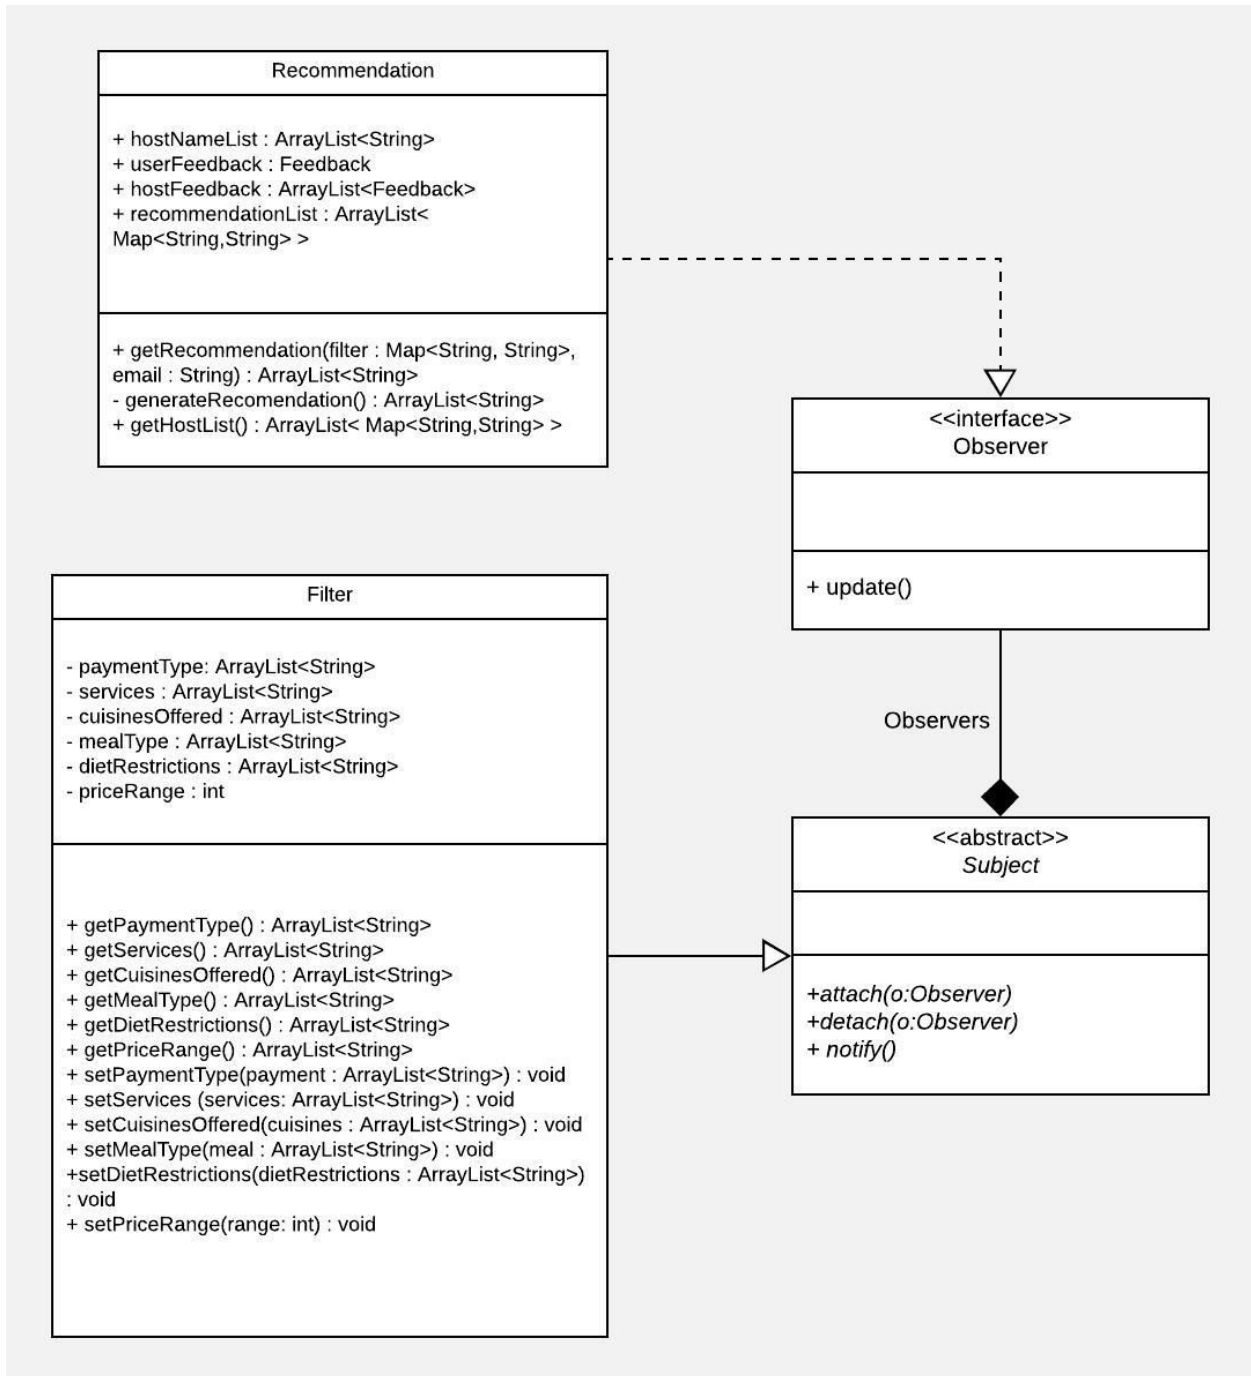 Recommendation
+ hostNameList : ArrayList<String>
+ userFeedback : Feedback
+ hostFeedback : ArrayList<Feedback>
+ recommendationList : ArrayList<
Map<String,String> >
+ getRecommendation(filter : Map<String, String>,
email : String) : ArrayList<String>
- generateRecomendation() : ArrayList<String>
+ getHostList() : ArrayList< Map<String,String> >
<<interface>>
Observer
+ update()
Filter
- paymentType: ArrayList<String>
- services : ArrayList<String>
- cuisinesOffered : ArrayList<String>
- mealType : ArrayList<String>
- dietRestrictions : ArrayList<String>
- priceRange : int
+ getPaymentType() : ArrayList<String>
+ getServices() : ArrayList<String>
+ getCuisinesOffered() : ArrayList<String>
+ getMealType() : ArrayList<String>
+ getDietRestrictions() : ArrayList<String>
+ getPriceRange() : ArrayList<String>
+ setPaymentType(payment : ArrayList<String>) : void
+ setServices (services: ArrayList<String>) : void
+ setCuisinesOffered(cuisines : ArrayList<String>) : void
+ setMealType(meal : ArrayList<String>) : void
+setDietRestrictions(dietRestrictions : ArrayList<String>)
: void
+ setPriceRange(range: int) : void
Observers
<<abstract>>
Subject
+attach(o:Observer)
+detach(o:Observer)
+ notify()